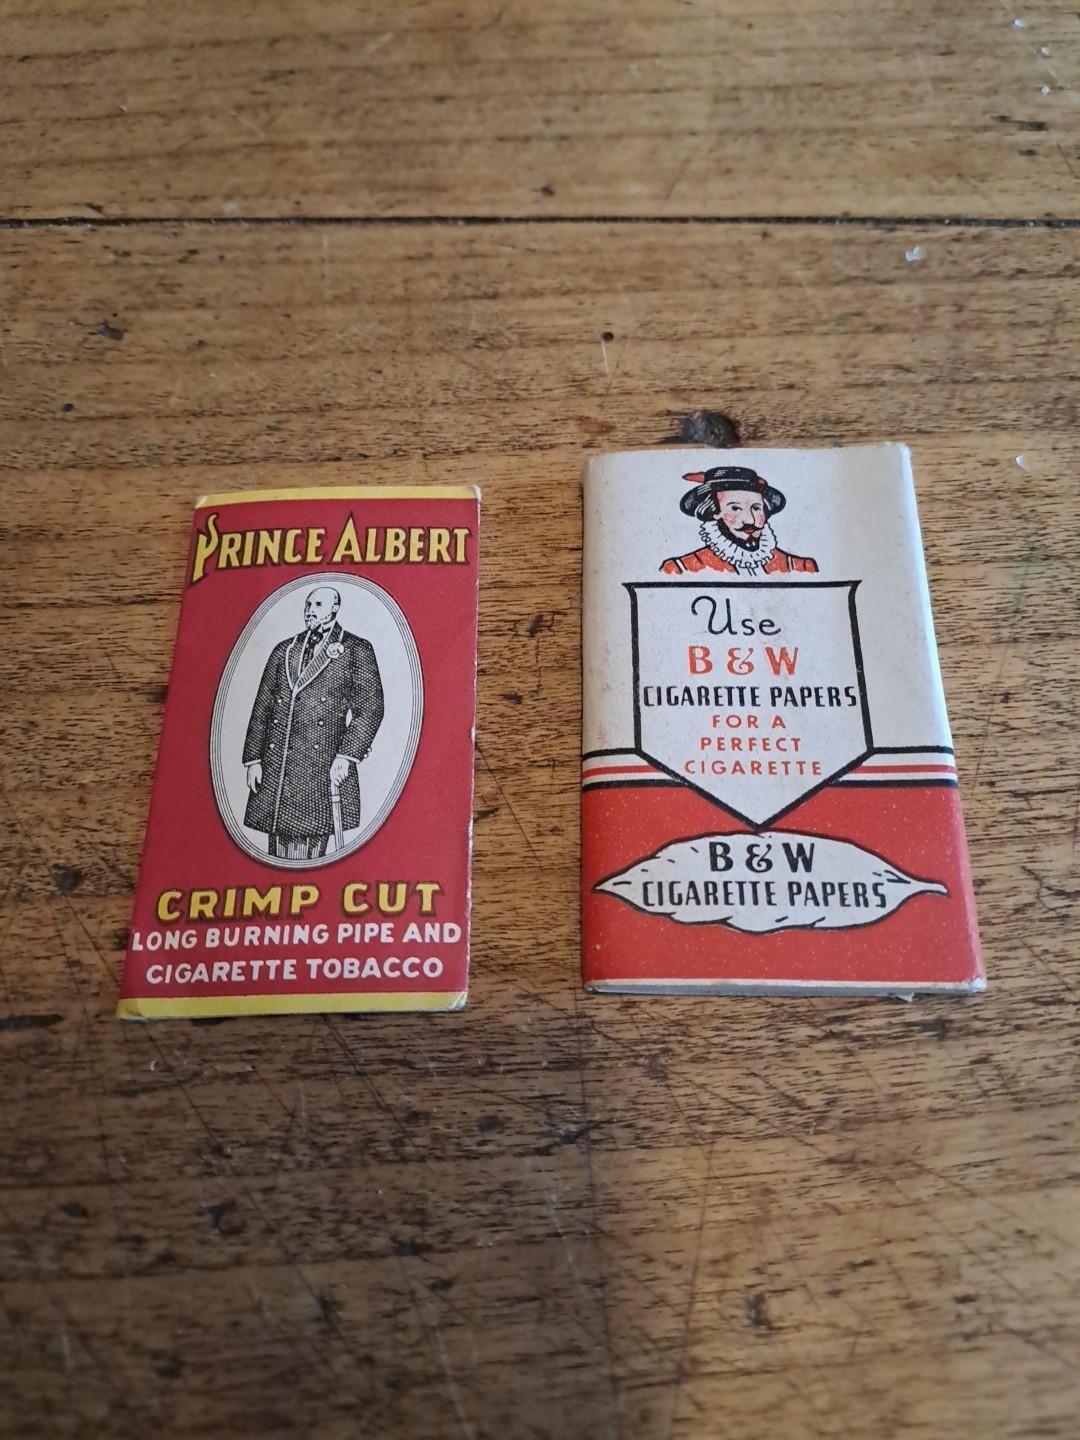 PRINCE ALBERT
CRIMP CUT
LONG BURNING PIPE AND
CIGARETTE TOBACCO
Use
B & W
CIGARETTE PAPERS
FOR A
PERFECT
CIGARETTE
B & W
CIGARETTE PAPERS